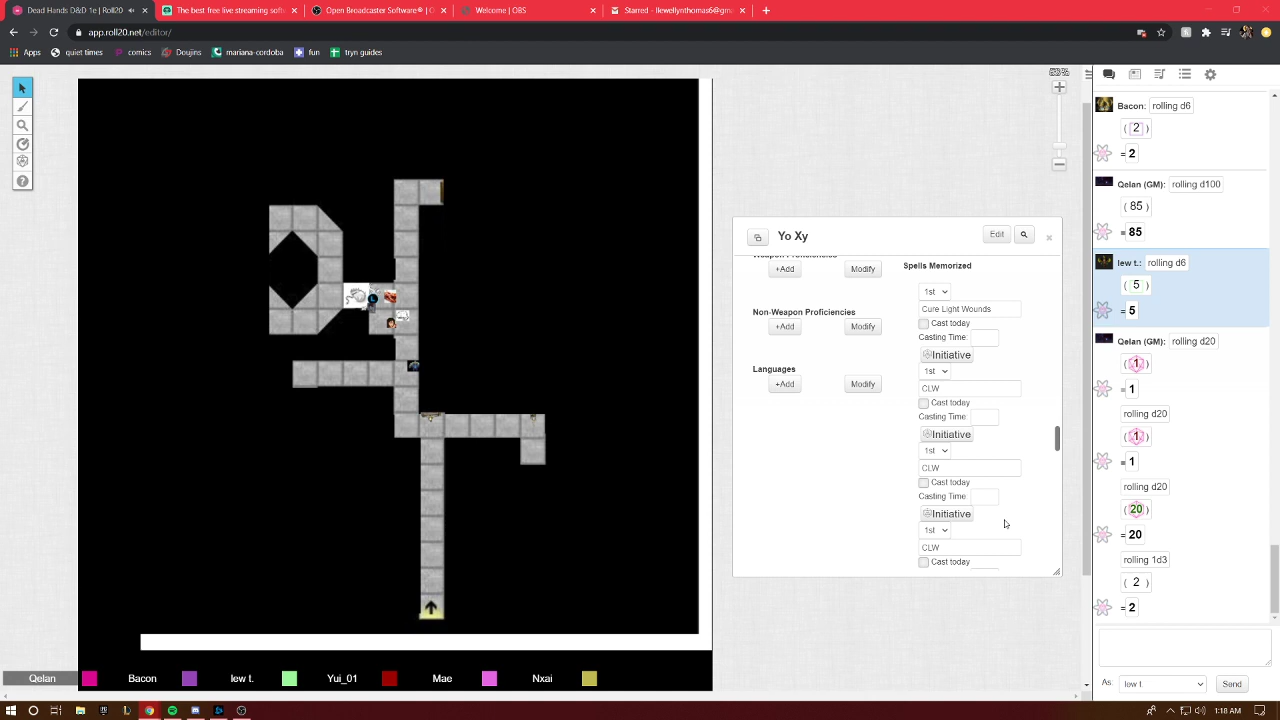 Dead Hands D&D 1e | Roll20
The best free live streaming soft
Open Broadcaster Software® | O
Welcome | OBS
Starred - llewellynthomas6@gm
app.roll20.net/editor/
Apps
quiet times
comics
Doujins
mariana-cordoba
fun
tryn guides
Bacon: rolling d6
( 2 )
= 2
Qelan (GM): rolling d100
( 85 )
= 85
lew t.: rolling d6
( 5 )
= 5
Qelan (GM): rolling d20
( 1 )
= 1
rolling d20
( 1 )
= 1
rolling d20
( 20 )
= 20
rolling 1d3
( 2 )
= 2
As: lew t
Send
Yo Xy
Edit
Weapon Proficiencies
+Add
Modify
Non-Weapon Proficiencies
+Add
Modify
Languages
+Add
Modify
Spells Memorized
1st
Cure Light Wounds
Cast today
Casting Time:
Initiative
1st
CLW
Cast today
Casting Time:
Initiative
1st
CLW
Cast today
Casting Time:
Initiative
1st
CLW
Cast today
L
Qelan
Bacon
lew t.
Yui_01
Mae
Nxai
1:18 AM